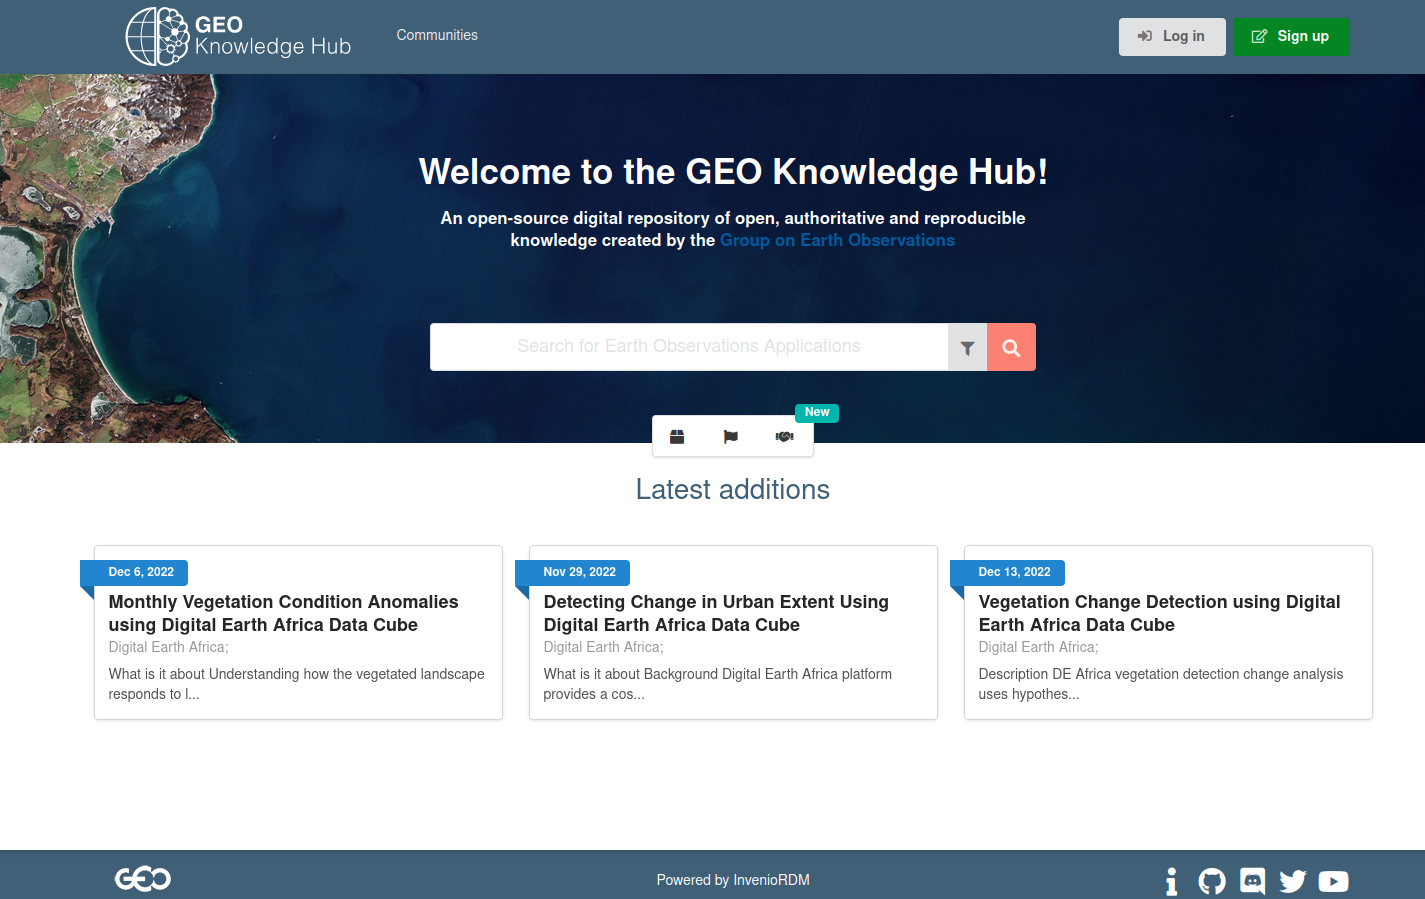 GEO
Knowledge Hub
Communities
Log in
Sign up
Welcome to the GEO Knowledge Hub!
An open-source digital repository of open, authoritative and reproducible
knowledge created by the Group on Earth Observations
Search for Earth Observations Applications
New
Latest additions
Dec 6, 2022
Monthly Vegetation Condition Anomalies
using Digital Earth Africa Data Cube
Digital Earth Africa;
What is it about Understanding how the vegetated landscape
responds to l...
Nov 29, 2022
Detecting Change in Urban Extent Using
Digital Earth Africa Data Cube
Digital Earth Africa;
What is it about Background Digital Earth Africa platform
provides a cos...
Dec 13, 2022
Vegetation Change Detection using Digital
Earth Africa Data Cube
Digital Earth Africa;
Description DE Africa vegetation detection change analysis
uses hypothes...
GEO
Powered by InvenioRDM